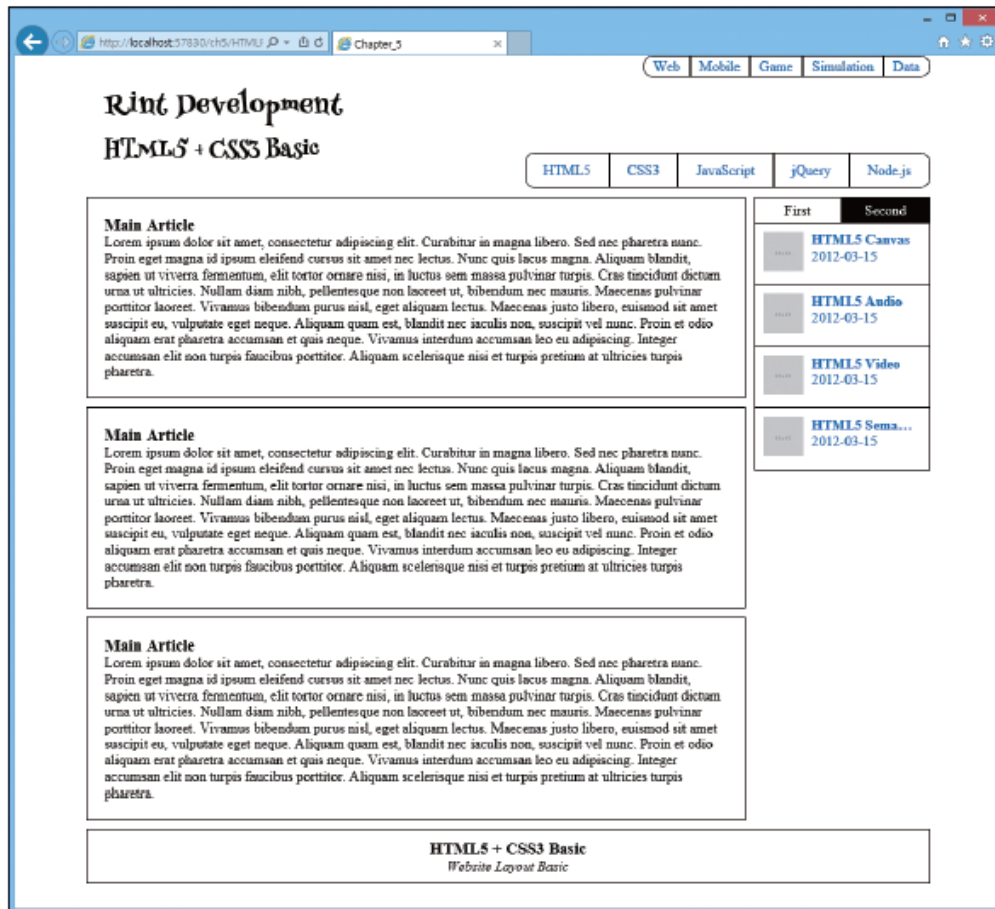 http://localhost:57830/ch5/HTML5
Chapter_5
Web Mobile Game Simulation Data
Rint Development
HTML5 + CSS3 Basic
HTML5 CSS3 JavaScript jQuery Node.js
Main Article
Lorem ipsum dolor sit amet, consectetur adipiscing elit. Curabitur in magna libero. Sed nec pharetra nunc.
Proin eget magna id ipsum eleifend cursus sit amet nec lectus. Nunc quis lacus magna. Aliquam blandit,
sapien ut viverra fermentum, elit tortor ornare nisi, in luctus sem massa pulvinar turpis. Cras tincidunt dictum
urna ut ultricies. Nullam diam nibh, pellentesque non laoreet ut, bibendum nec mauris. Maecenas pulvinar
porttitor laoreet. Vivamus bibendum purus nisl, eget aliquam lectus. Maecenas justo libero, euismod sit amet
suscipit eu, vulputate eget neque. Aliquam quam est, blandit nec iaculis non, suscipit vel nunc. Proin et odio
aliquam erat pharetra accumsan et quis neque. Vivamus interdum accumsan leo eu adipiscing. Integer
accumsan elit non turpis faucibus porttitor. Aliquam scelerisque nisi et turpis pretium at ultricies turpis
pharetra.
Main Article
Lorem ipsum dolor sit amet, consectetur adipiscing elit. Curabitur in magna libero. Sed nec pharetra nunc.
Proin eget magna id ipsum eleifend cursus sit amet nec lectus. Nunc quis lacus magna. Aliquam blandit,
sapien ut viverra fermentum, elit tortor ornare nisi, in luctus sem massa pulvinar turpis. Cras tincidunt dictum
urna ut ultricies. Nullam diam nibh, pellentesque non laoreet ut, bibendum nec mauris. Maecenas pulvinar
porttitor laoreet. Vivamus bibendum purus nisl, eget aliquam lectus. Maecenas justo libero, euismod sit amet
suscipit eu, vulputate eget neque. Aliquam quam est, blandit nec iaculis non, suscipit vel nunc. Proin et odio
aliquam erat pharetra accumsan et quis neque. Vivamus interdum accumsan leo eu adipiscing. Integer
accumsan elit non turpis faucibus porttitor. Aliquam scelerisque nisi et turpis pretium at ultricies turpis
pharetra.
Main Article
Lorem ipsum dolor sit amet, consectetur adipiscing elit. Curabitur in magna libero. Sed nec pharetra nunc.
Proin eget magna id ipsum eleifend cursus sit amet nec lectus. Nunc quis lacus magna. Aliquam blandit,
sapien ut viverra fermentum, elit tortor ornare nisi, in luctus sem massa pulvinar turpis. Cras tincidunt dictum
urna ut ultricies. Nullam diam nibh, pellentesque non laoreet ut, bibendum nec mauris. Maecenas pulvinar
porttitor laoreet. Vivamus bibendum purus nisl, eget aliquam lectus. Maecenas justo libero, euismod sit amet
suscipit eu, vulputate eget neque. Aliquam quam est, blandit nec iaculis non, suscipit vel nunc. Proin et odio
aliquam erat pharetra accumsan et quis neque. Vivamus interdum accumsan leo eu adipiscing. Integer
accumsan elit non turpis faucibus porttitor. Aliquam scelerisque nisi et turpis pretium at ultricies turpis
pharetra.
First Second
HTML5 Canvas
2012-03-15
HTML5 Audio
2012-03-15
HTML5 Video
2012-03-15
HTML5 Sema...
2012-03-15
HTML5 + CSS3 Basic
Website Layout Basic